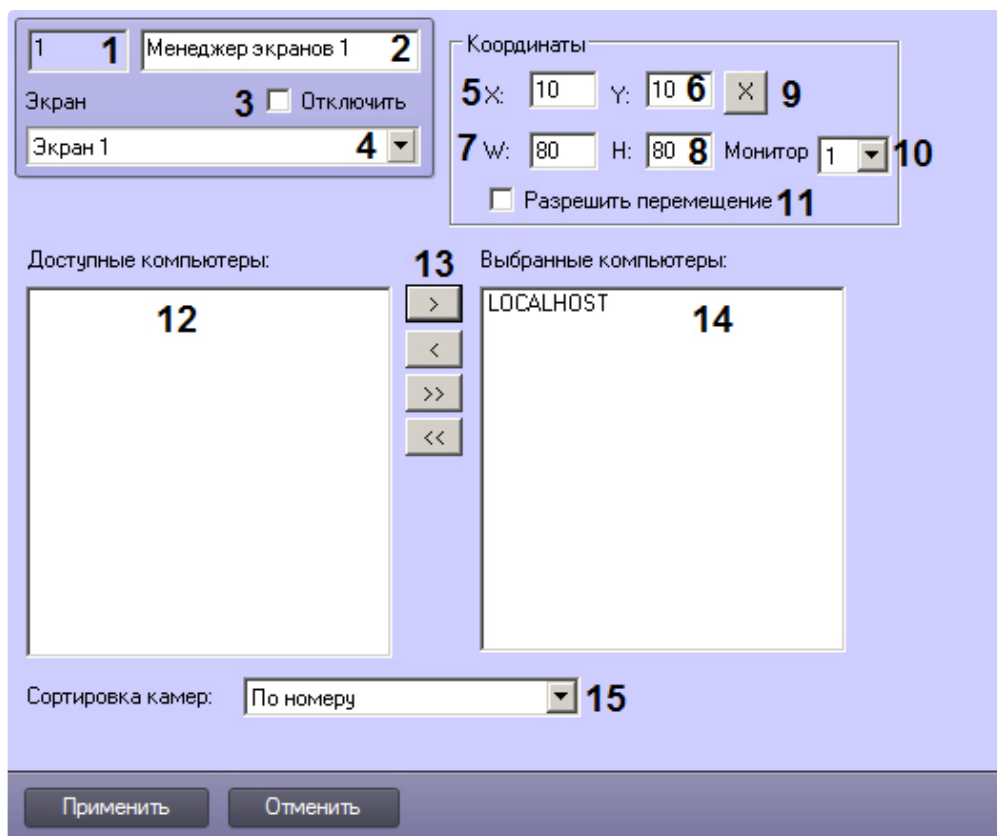 1 1 Менеджер экранов 1 2
Экран 3 Отключить
Экран 1 4
Координаты
5 X: 10 Y: 10 6 X 9
7 W: 80 H: 80 8 Монитор 1 10
Разрешить перемещение 11
Доступные компьютеры: 13 Выбранные компьютеры:
12 > LOCALHOST 14
<
>>
<<
Сортировка камер: По номеру 15
Применить Отменить